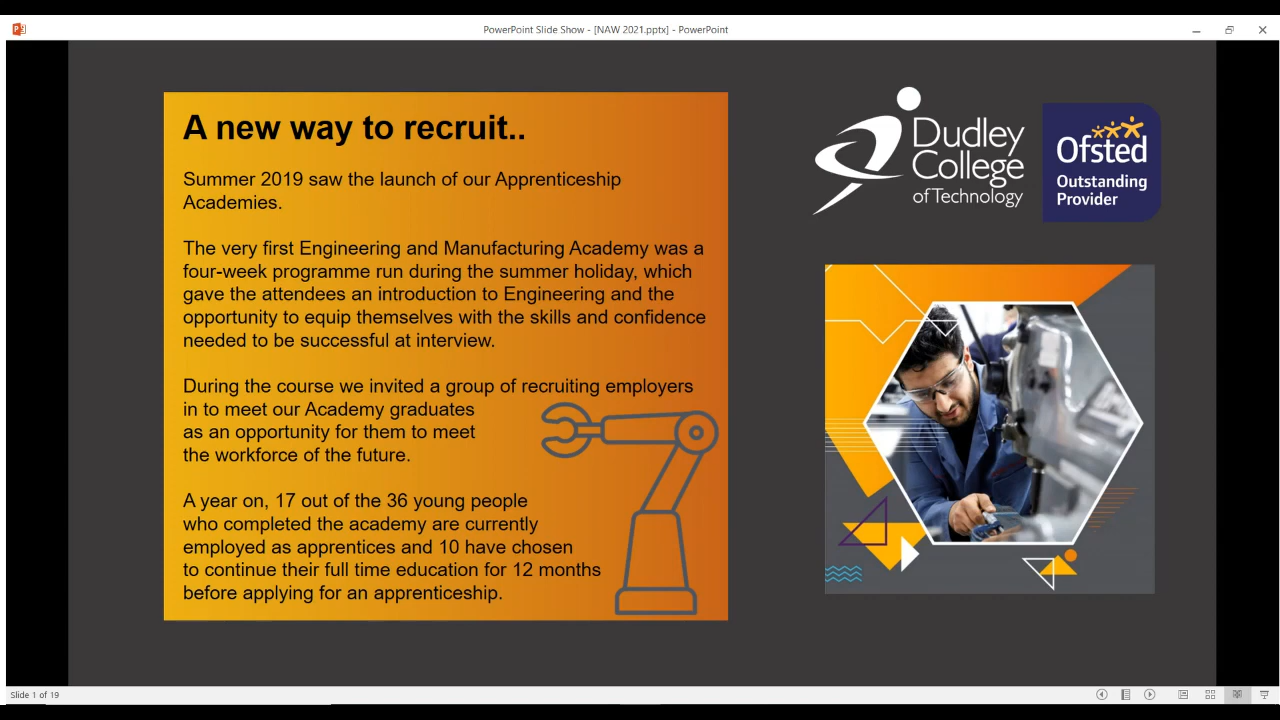 PowerPoint Slide Show - [NAW 2021.pptx] - PowerPoint
A new way to recruit..
Summer 2019 saw the launch of our Apprenticeship
Academies.
The very first Engineering and Manufacturing Academy was a
four-week programme run during the summer holiday, which
gave the attendees an introduction to Engineering and the
opportunity to equip themselves with the skills and confidence
needed to be successful at interview.
During the course we invited a group of recruiting employers
in to meet our Academy graduates
as an opportunity for them to meet
the workforce of the future.
A year on, 17 out of the 36 young people
who completed the academy are currently
employed as apprentices and 10 have chosen
to continue their full time education for 12 months
before applying for an apprenticeship.
Dudley
College
of Technology
Ofsted
Outstanding
Provider
Slide 1 of 19